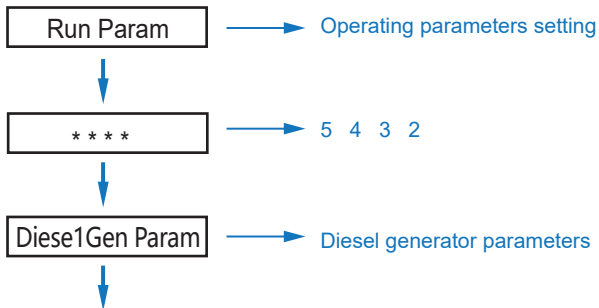 Run Param
Operating parameters setting
* * * *
5 4 3 2
Diese1Gen Param
Diesel generator parameters